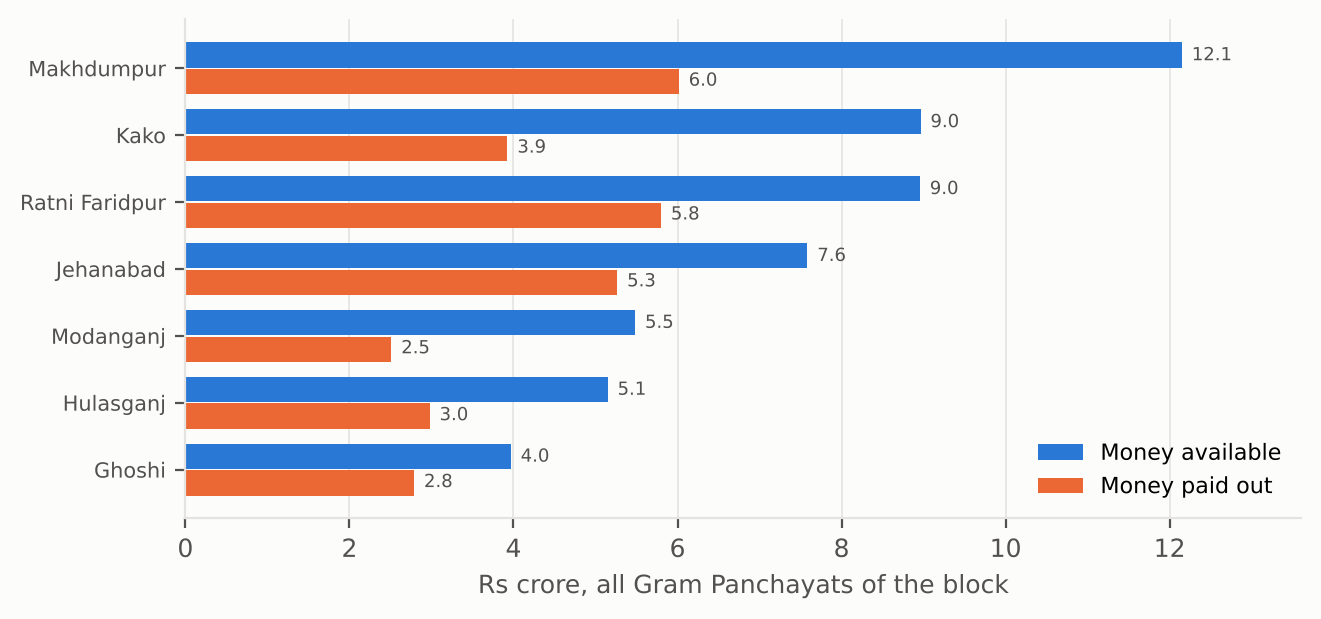 Makhdumpur
12.1
6.0
Kako
9.0
3.9
Ratni Faridpur
9.0
5.8
Jehanabad
7.6
5.3
Modanganj
5.5
2.5
Hulasganj
5.1
3.0
Ghoshi
4.0
2.8
Money available
Money paid out
0 2 4 6 8 10 12
Rs crore, all Gram Panchayats of the block